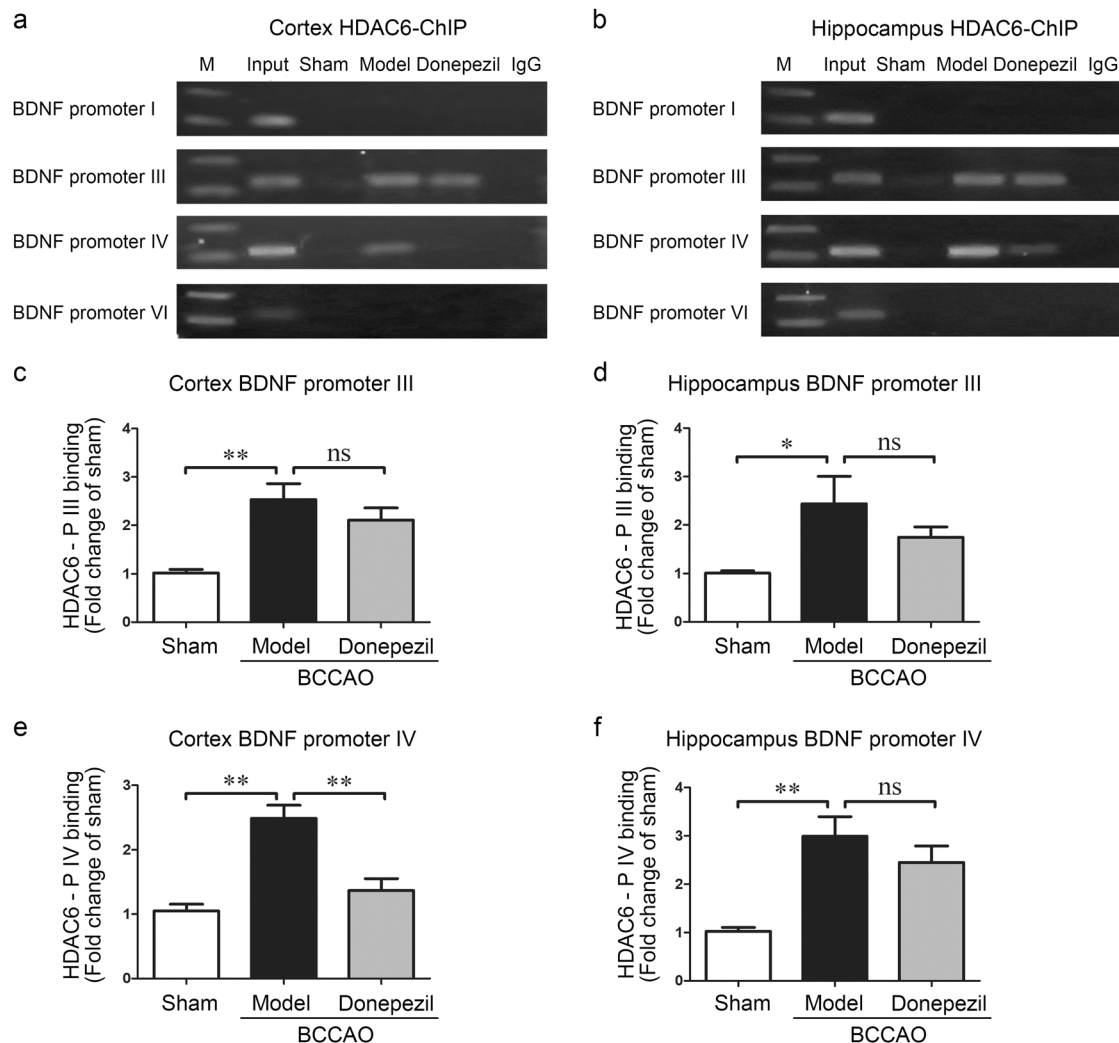 a
Cortex HDAC6-ChIP
M Input Sham Model Donepezil IgG
BDNF promoter I
BDNF promoter III
BDNF promoter IV
BDNF promoter VI
b
Hippocampus HDAC6-ChIP
M Input Sham Model Donepezil IgG
BDNF promoter I
BDNF promoter III
BDNF promoter IV
BDNF promoter VI
c
Cortex BDNF promoter III
HDAC6 - P III binding
(Fold change of sham)
4
3
2
1
0
** ns
Sham Model Donepezil
BCCAO
d
Hippocampus BDNF promoter III
HDAC6 - P III binding
(Fold change of sham)
4
3
2
1
0
* ns
Sham Model Donepezil
BCCAO
e
Cortex BDNF promoter IV
HDAC6 - P IV binding
(Fold change of sham)
3
2
1
0
** **
Sham Model Donepezil
BCCAO
f
Hippocampus BDNF promoter IV
HDAC6 - P IV binding
(Fold change of sham)
4
3
2
1
0
** ns
Sham Model Donepezil
BCCAO